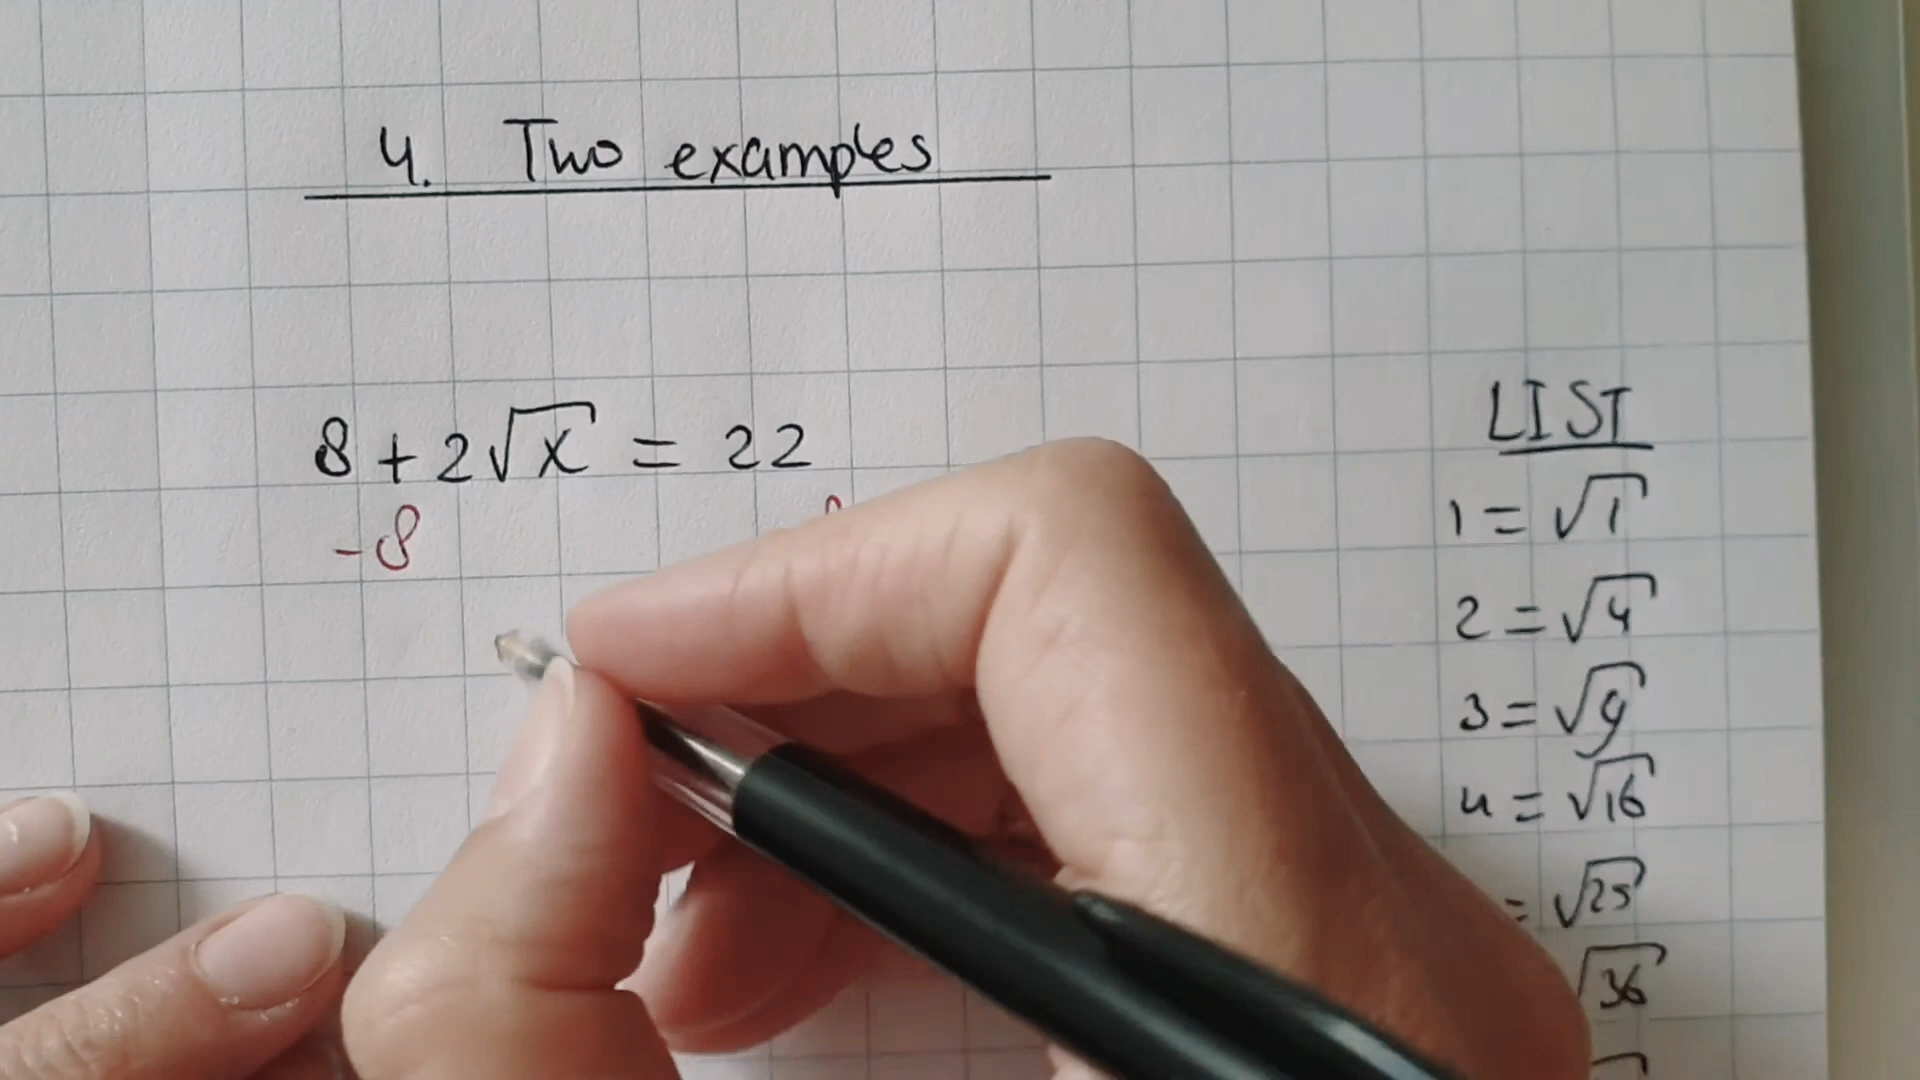 4. Two examples
8 + 2√x = 22
-8
LIST
1 = √1
2 = √4
3 = √9
4 = √16
= √25
√36